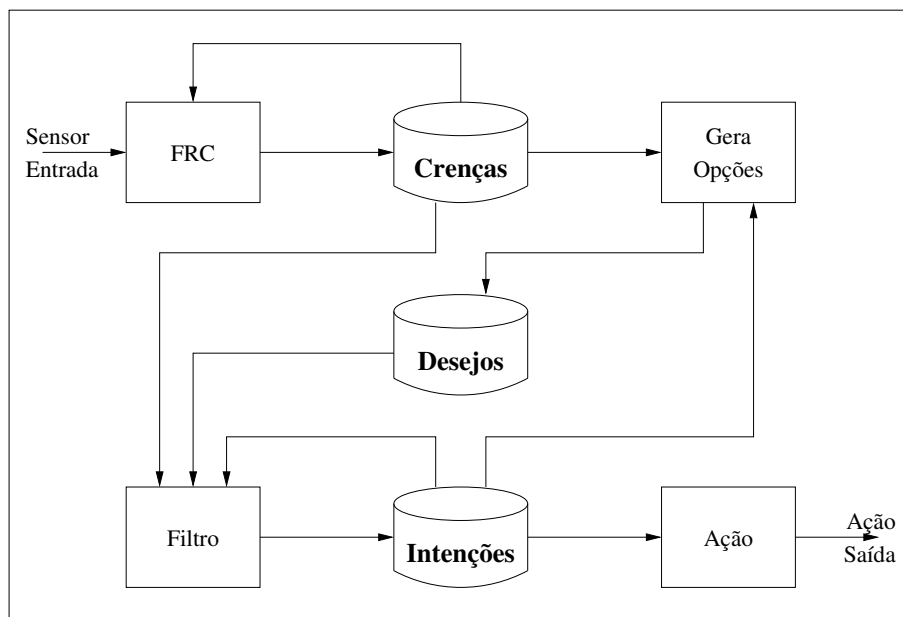 Sensor
Entrada
FRC
Crenças
Gera
Opções
Desejos
Filtro
Intenções
Ação
Ação
Saída